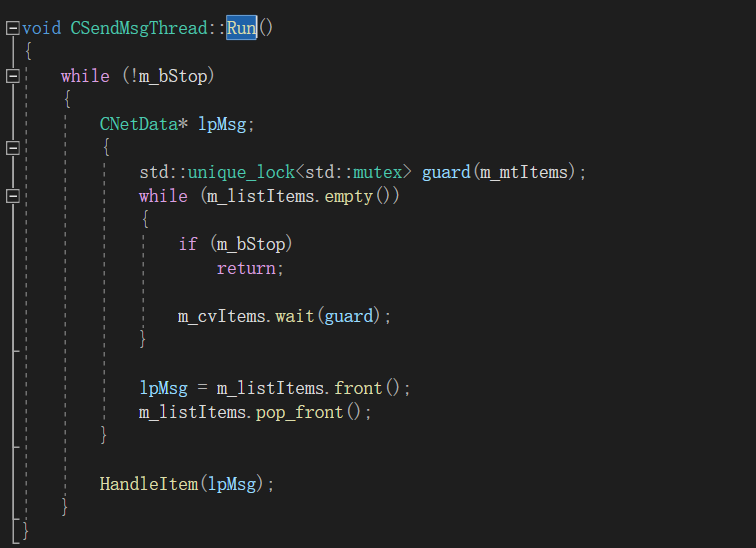 void CSendMsgThread::Run()
{
    while (!m_bStop)
    {
        CNetData* lpMsg;
        {
            std::unique_lock<std::mutex> guard(m_mtItems);
            while (m_listItems.empty())
            {
                if (m_bStop)
                    return;

                m_cvItems.wait(guard);
            }

            lpMsg = m_listItems.front();
            m_listItems.pop_front();
        }

        HandleItem(lpMsg);
    }
}